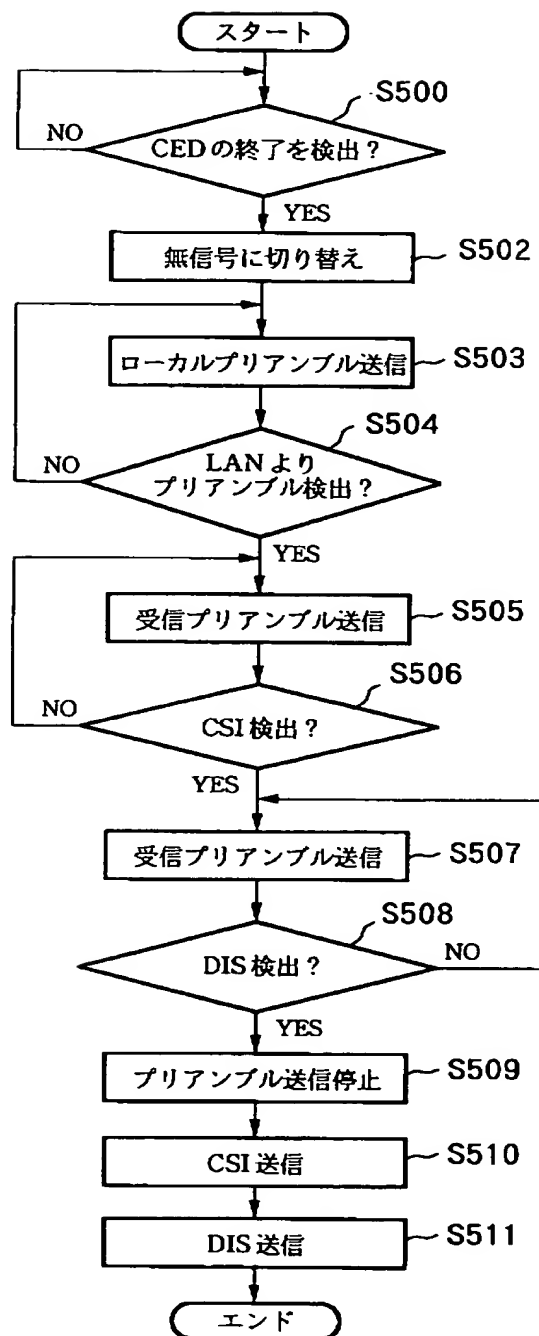 スタート
S500
NO
CEDの終了を検出？
YES
無信号に切り替え
S502
ローカルプリアンブル送信
S503
S504
NO
LANより
プリアンブル検出？
YES
受信プリアンブル送信
S505
S506
NO
CSI検出？
YES
受信プリアンブル送信
S507
S508
DIS検出？
NO
YES
プリアンブル送信停止
S509
CSI送信
S510
DIS送信
S511
エンド